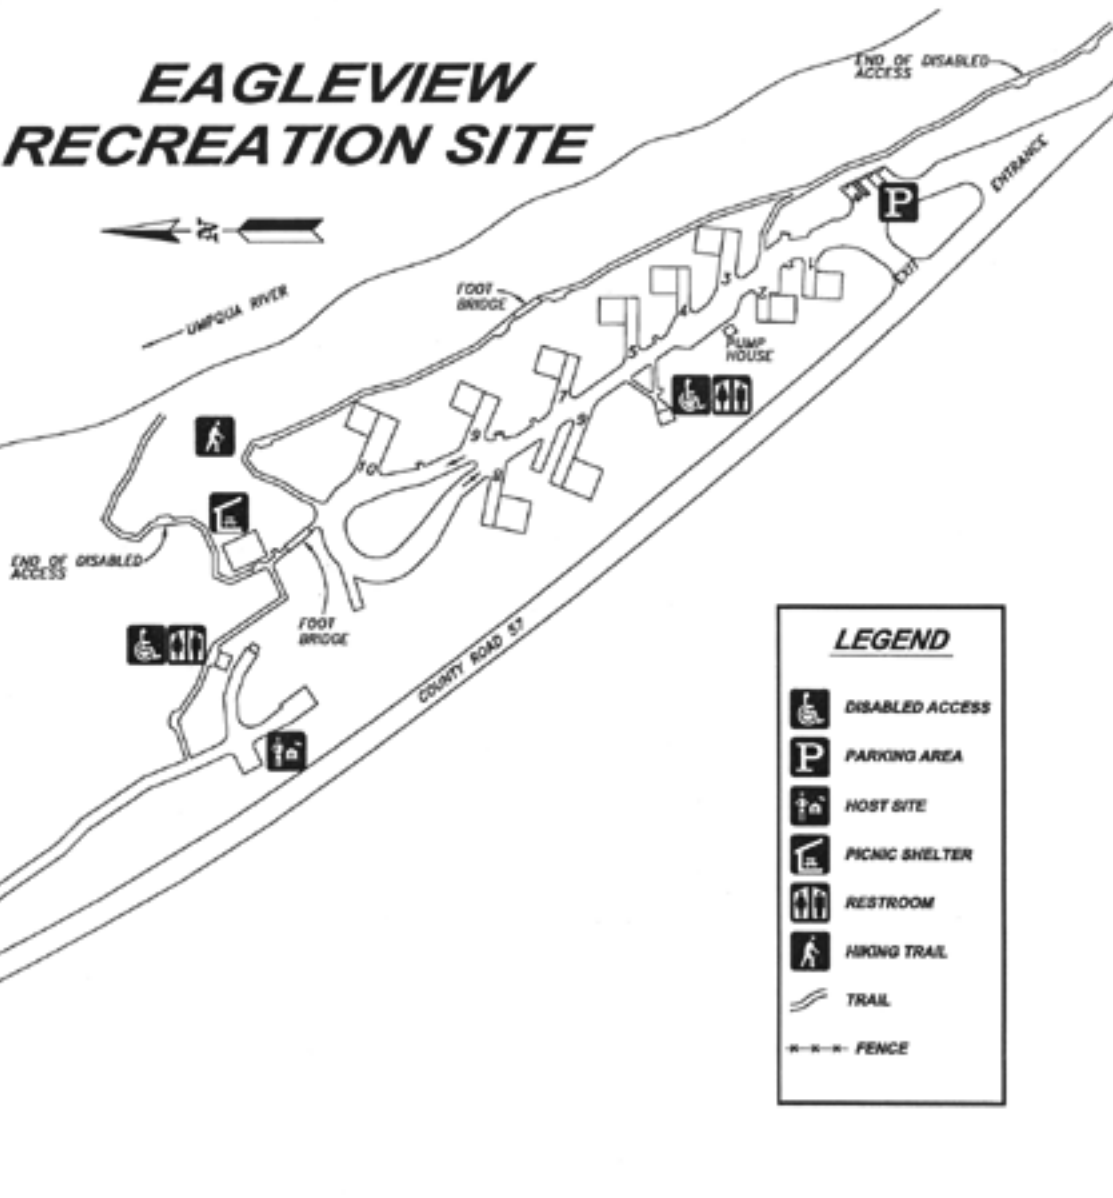 EAGLEVIEW
RECREATION SITE
N
END OF DISABLED
ACCESS
ENTRANCE
P
EXIT
UMPQUA RIVER
FOOT
BRIDGE
1
2
3
4
5
PUMP
HOUSE
7
9
10
8
END OF DISABLED
ACCESS
FOOT
BRIDGE
COUNTY ROAD 57
LEGEND
DISABLED ACCESS
P PARKING AREA
HOST SITE
PICNIC SHELTER
RESTROOM
HIKING TRAIL
TRAIL
FENCE